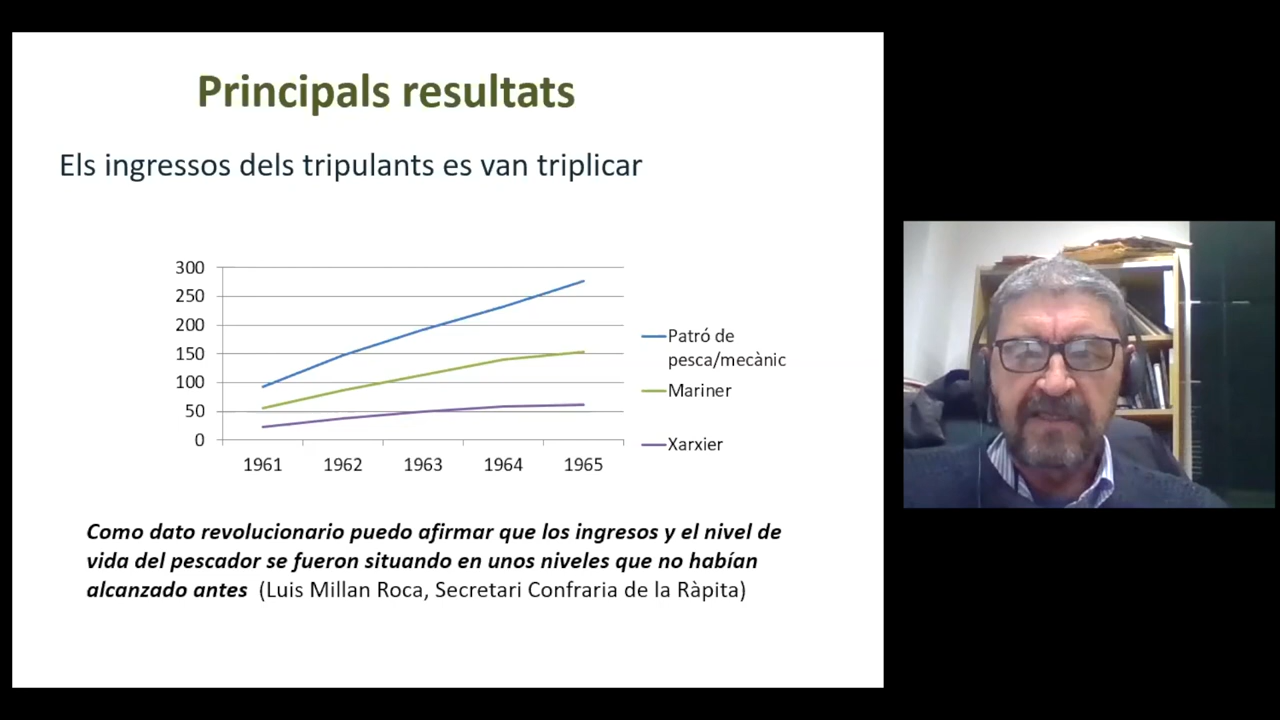 Principals resultats
Els ingressos dels tripulants es van triplicar
300
250
200
150
100
50
0
1961 1962 1963 1964 1965
Patró de
pesca/mecànic
Mariner
Xarxier
Como dato revolucionario puedo afirmar que los ingresos y el nivel de
vida del pescador se fueron situando en unos niveles que no habían
alcanzado antes (Luis Millan Roca, Secretari Confraria de la Ràpita)